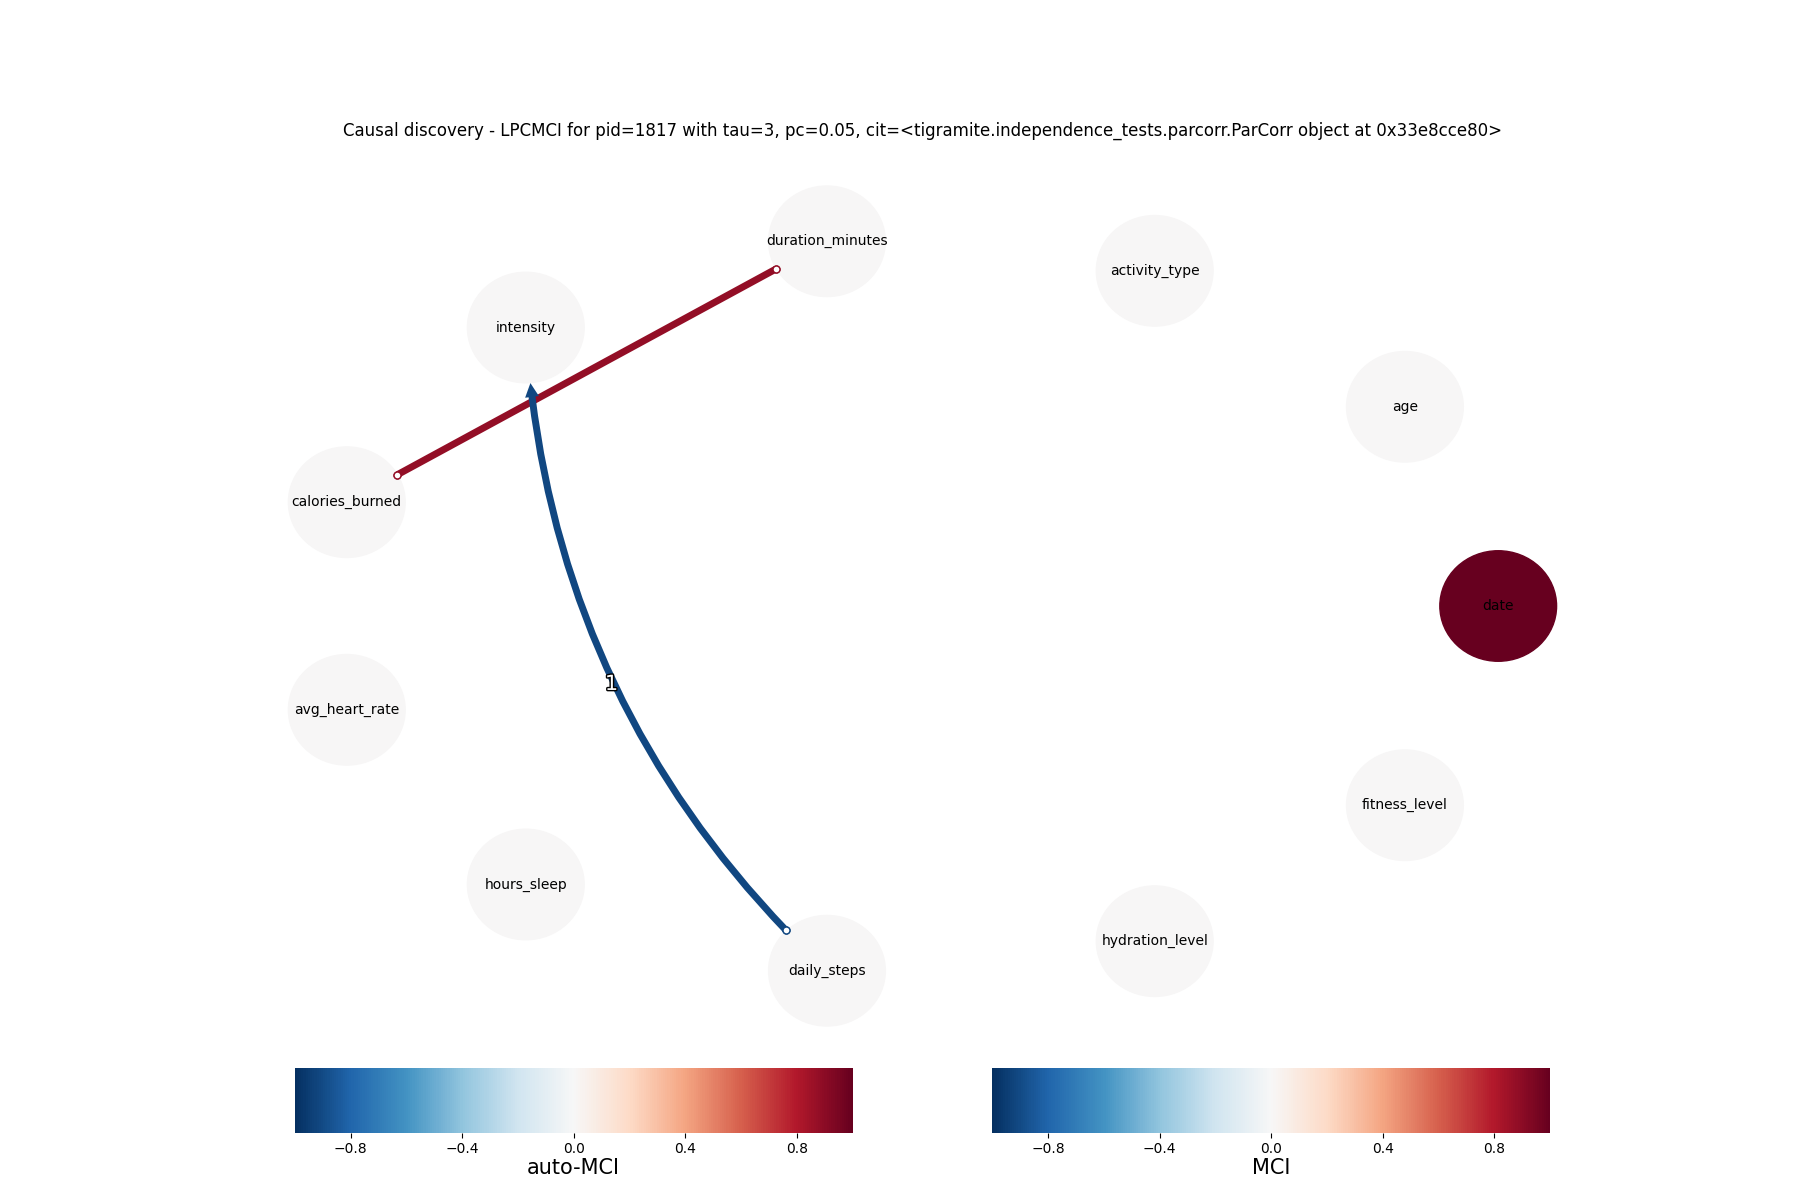 Causal discovery - LPCMCI for pid=1817 with tau=3, pc=0.05, cit=<tigramite.independence_tests.parcorr.ParCorr object at 0x33e8cce80>
duration_minutes
activity_type
intensity
age
calories_burned
date
1
avg_heart_rate
fitness_level
hours_sleep
hydration_level
daily_steps
−0.8 −0.4 0.0 0.4 0.8
auto-MCI
−0.8 −0.4 0.0 0.4 0.8
MCI